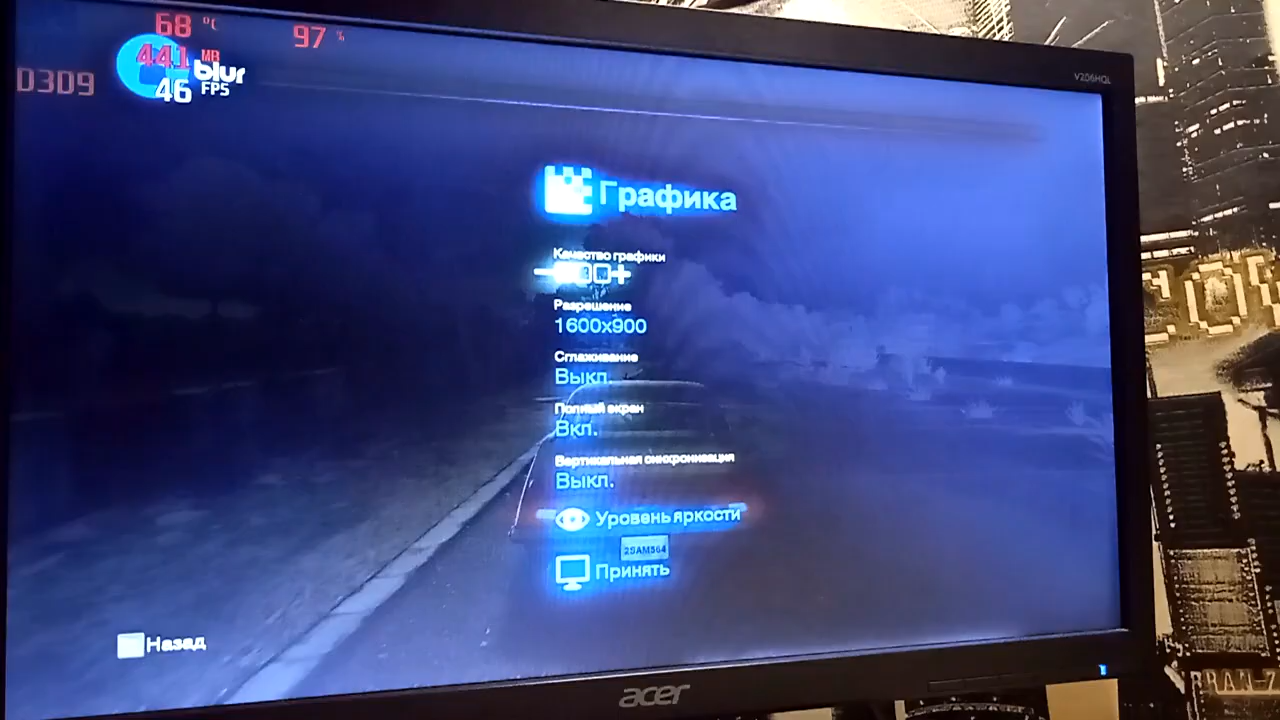 68 °C
97 %
441 MB
blur
D3D9
46 FPS
V206HQL
Графика
Качество графики
Разрешение
1600x900
Сглаживание
Выкл.
Полный экран
Вкл.
Вертикальная синхронизация
Выкл.
Уровень яркости
2SAM564
Принять
Назад
acer